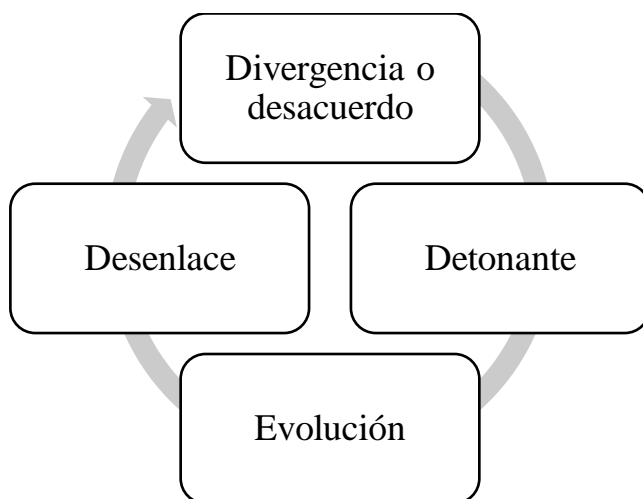 Divergencia o
desacuerdo
Desenlace
Detonante
Evolución